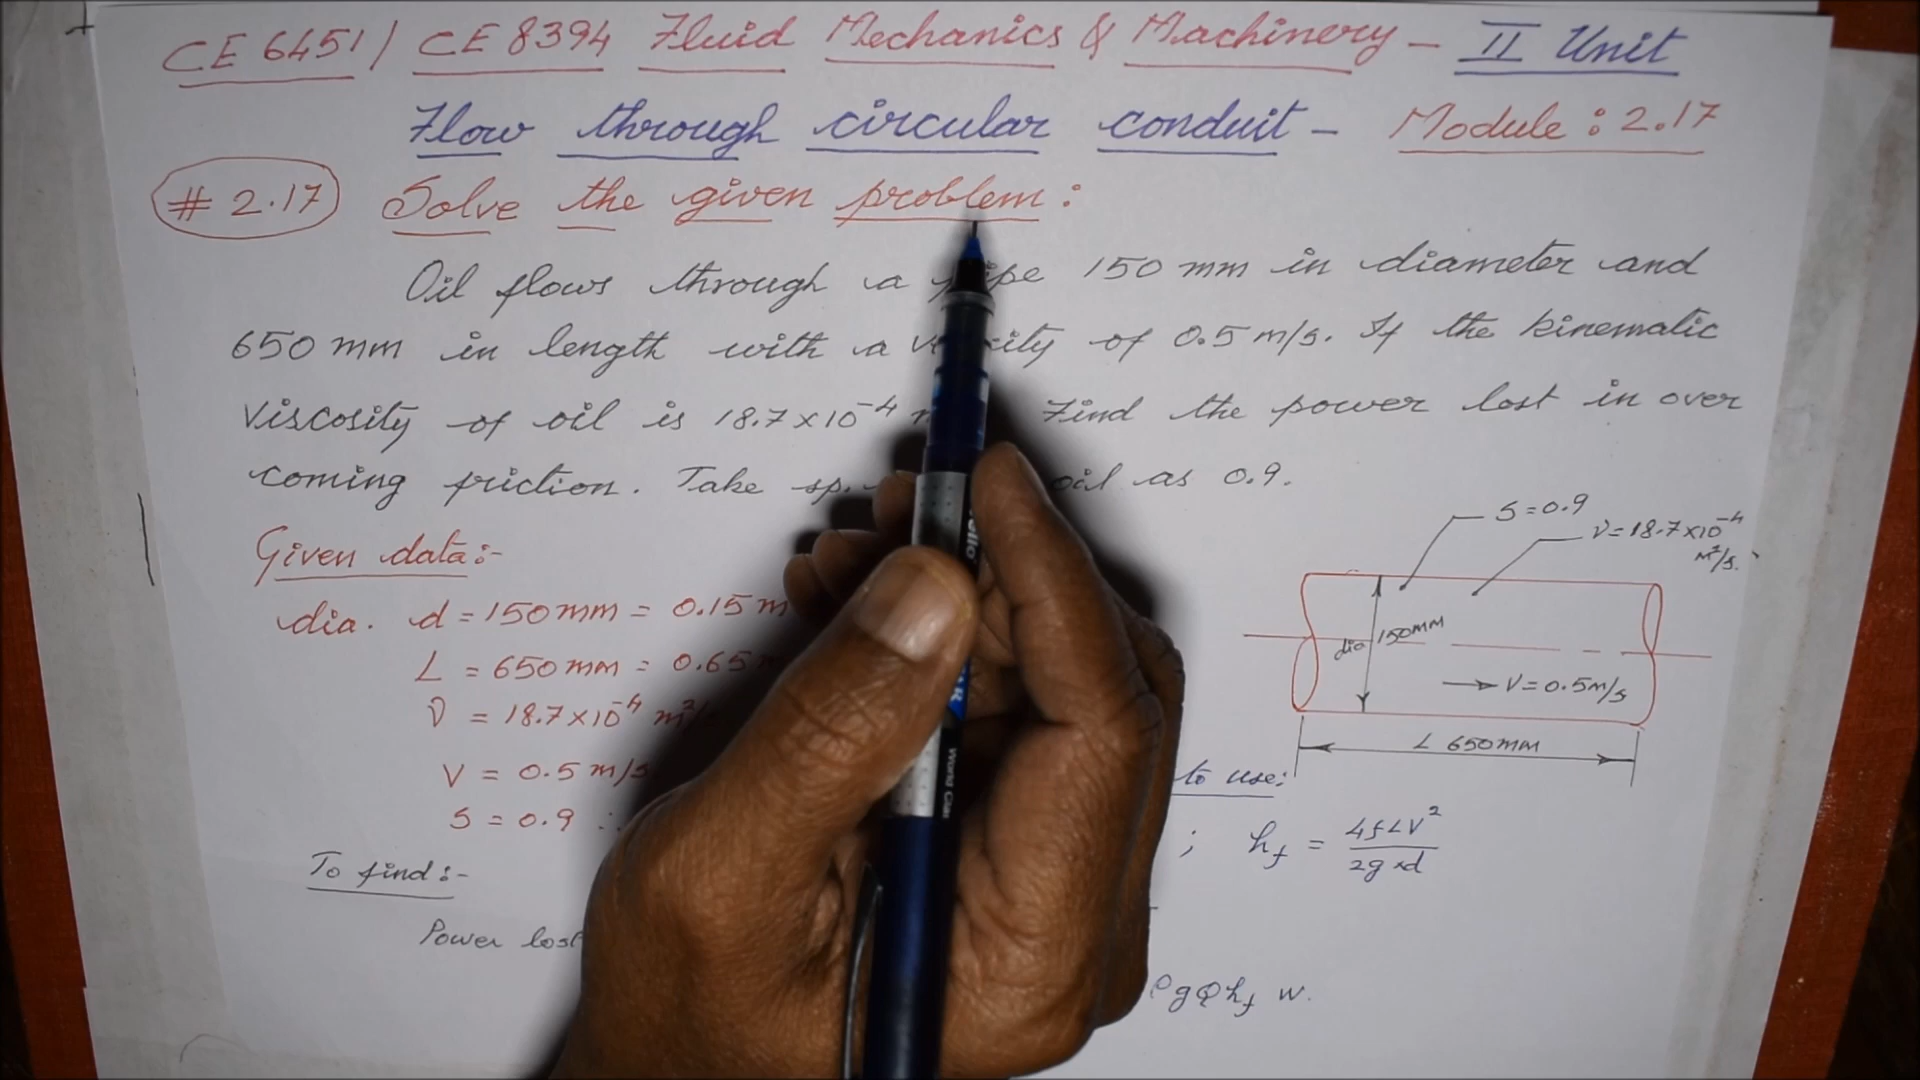 CE 6451 / CE 8394 Fluid Mechanics & Machinery - II Unit
Flow through circular conduit - Module : 2.17
# 2.17 Solve the given problem :
Oil flows through a pipe 150 mm in diameter and
650 mm in length with a of 0.5 m/s. If the kinematic
Viscosity of oil is 18.7 x 10⁻⁴ Find the power lost in over
coming friction. Take sp. oil as 0.9.
Given data :-
dia. d = 150 mm = 0.15 m
L = 650 mm = 0.65
ν = 18.7 x 10⁻⁴ m²/
V = 0.5 m/s
S = 0.9 ∴
To find :-
Power lost
S = 0.9
ν = 18.7 x 10⁻⁴
m²/s.
dia 150 mm
V = 0.5 m/s
L 650 mm
to use :
; hf = 4fLV² / 2g x d
ρgQhf w.
World Clas